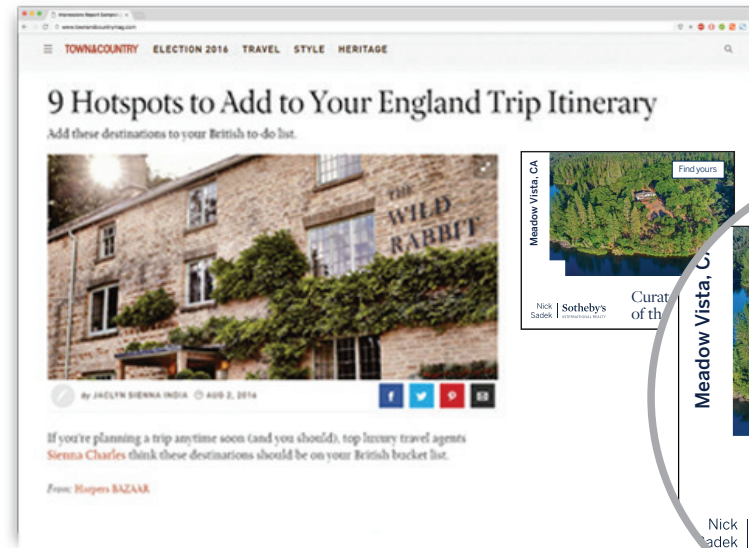 www.townandcountrymag.com
TOWN&COUNTRY ELECTION 2016 TRAVEL STYLE HERITAGE
9 Hotspots to Add to Your England Trip Itinerary
Add these destinations to your British to-do list.
THE
WILD
RABBIT
by JACLYN SIENNA INDIA AUG 2, 2016
If you're planning a trip anytime soon (and you should), top luxury travel agents
Sienna Charles think these destinations should be on your British bucket list.
From: Harpers BAZAAR
Meadow Vista, CA
Find yours
Nick
Sadek
Sotheby's
INTERNATIONAL REALTY
Curat
of th
Meadow Vista, C
Nick
adek